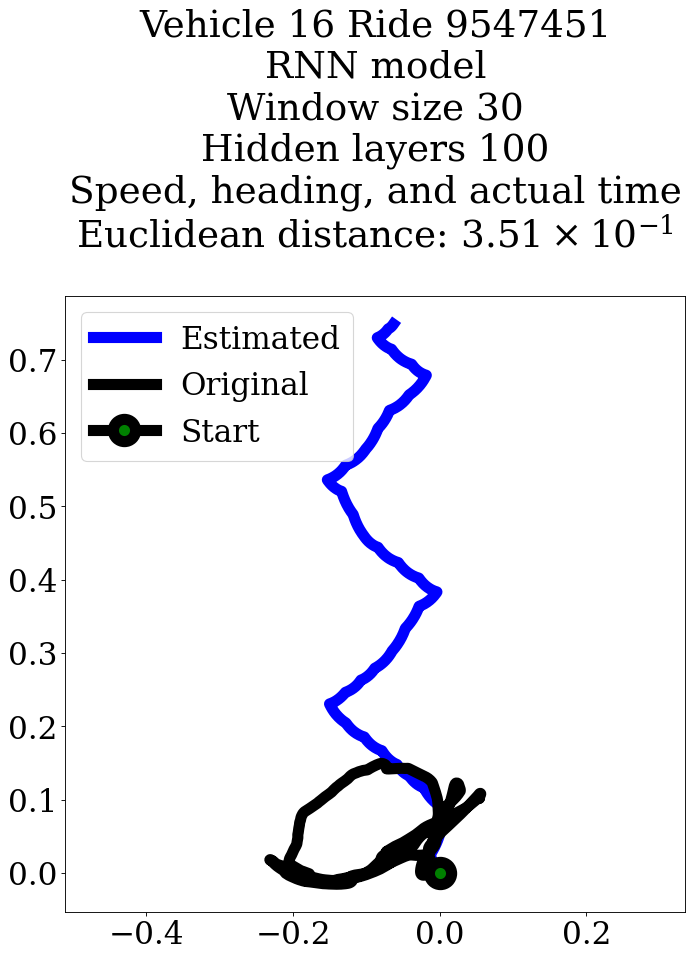 Vehicle 16 Ride 9547451
RNN model
Window size 30
Hidden layers 100
Speed, heading, and actual time
Euclidean distance: 3.51 × 10⁻¹
Estimated
Original
Start
0.7
0.6
0.5
0.4
0.3
0.2
0.1
0.0
−0.4 −0.2 0.0 0.2